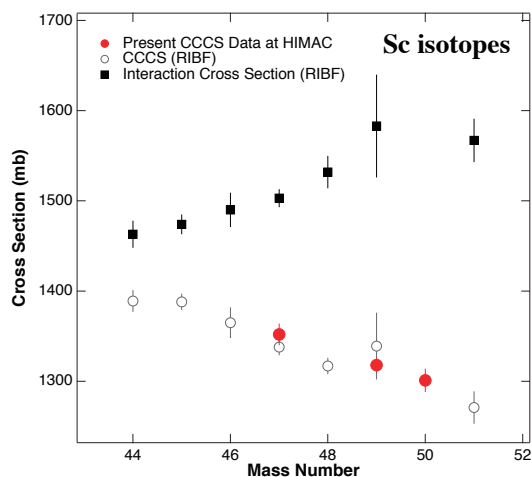 1700
Present CCCS Data at HIMAC
Sc isotopes
CCCS (RIBF)
Interaction Cross Section (RIBF)
1600
1500
1400
1300
Cross Section (mb)
44
46
48
50
52
Mass Number